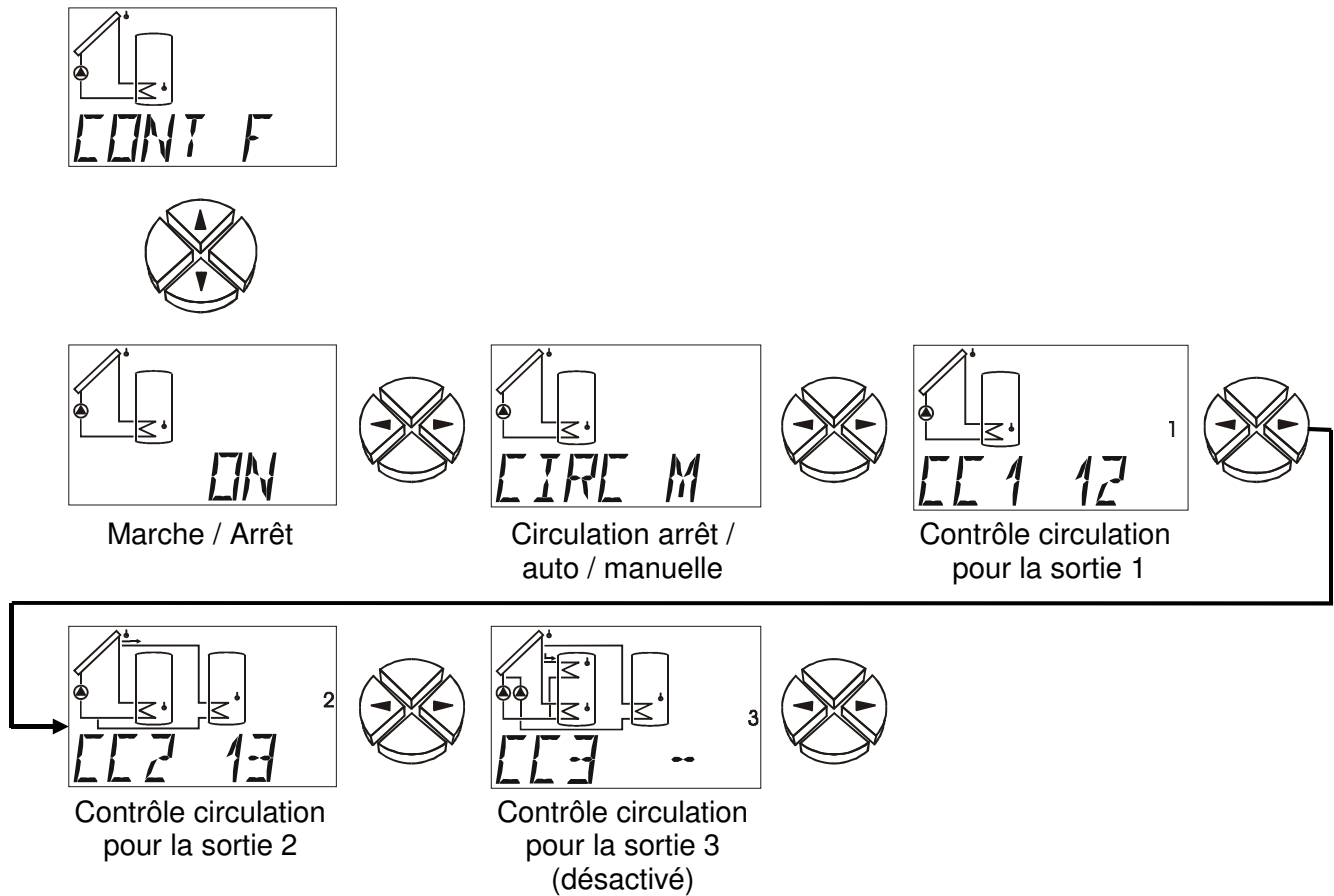 CONT F
ON
CIRC M
1
CC1 12
Marche / Arrêt
Circulation arrêt /
auto / manuelle
Contrôle circulation
pour la sortie 1
2
CC2 13
3
CC3 -
Contrôle circulation
pour la sortie 2
Contrôle circulation
pour la sortie 3
(désactivé)